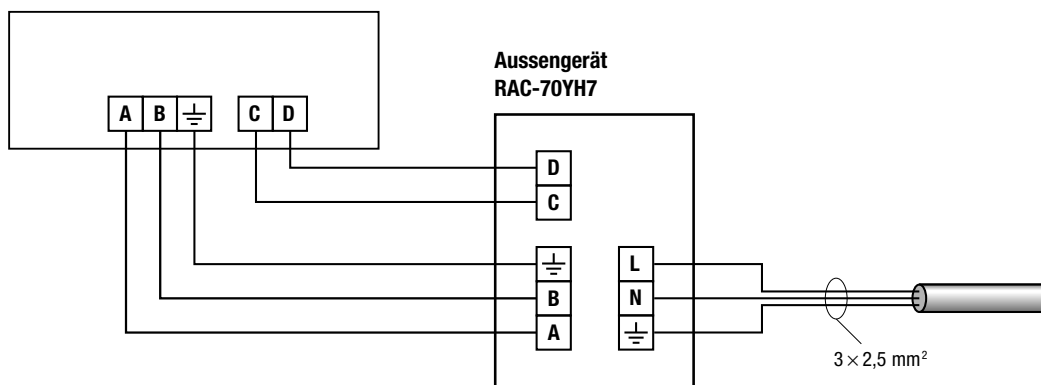 Aussengerät
RAC-70YH7
A B ⏚ C D
D
C
⏚ L
B N
A ⏚
3 × 2,5 mm²